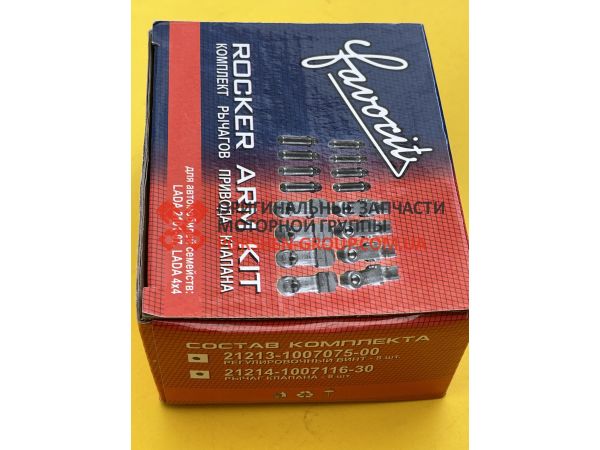 favorit
ROCKER ARM KIT
КОМПЛЕКТ РЫЧАГОВ ПРИВОДА КЛАПАНА
для автомобилей семейств:
LADA LADA 4x4
ОРИГИНАЛЬНЫЕ ЗАПЧАСТИ
МОТОРНОЙ ГРУППЫ
СОСТАВ КОМПЛЕКТА
21213-1007075-00
РЕГУЛИРОВОЧНЫЙ ВИНТ - 8 шт.
21214-1007116-30
РЫЧАГ КЛАПАНА - 8 шт.